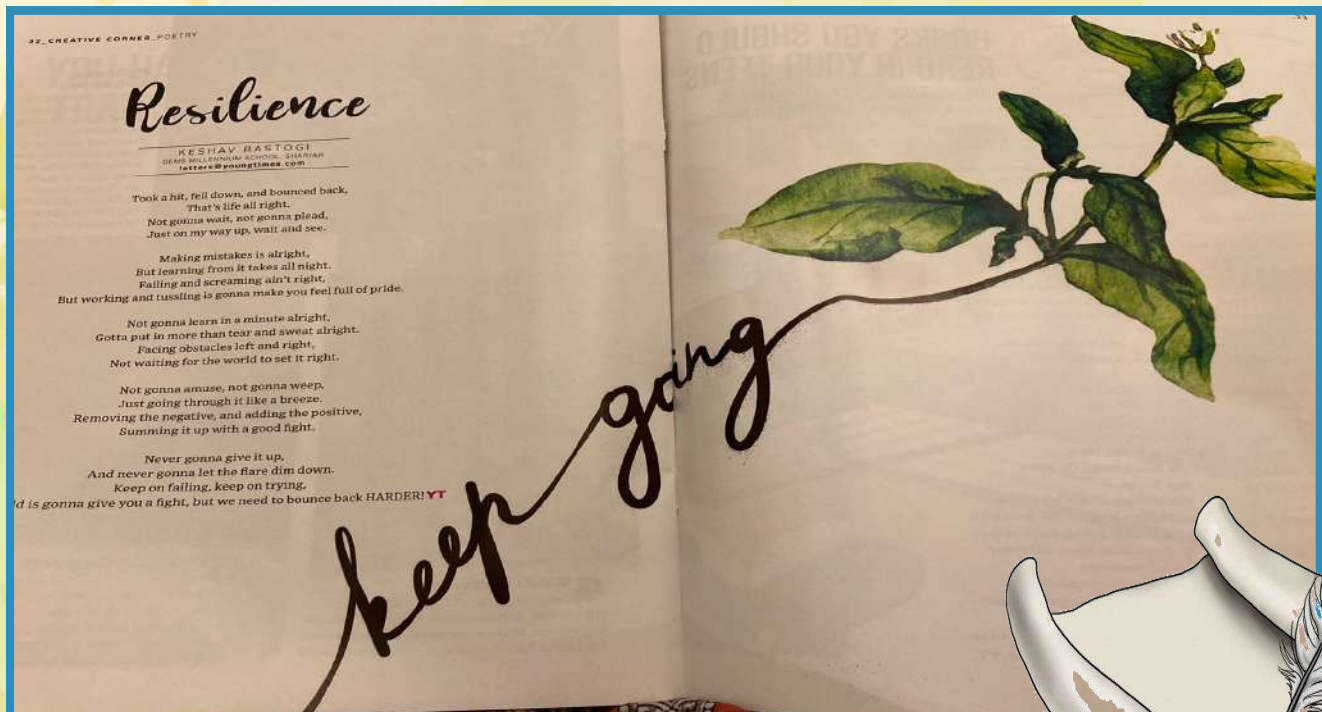 32_CREATIVE CORNER_POETRY
Resilience
KESHAV RASTOGI
GEMS MILLENNIUM SCHOOL, SHARJAH
letters@youngtimes.com
Took a hit, fell down, and bounced back,
That's life all right.
Not gonna wait, not gonna plead,
Just on my way up, wait and see.
Making mistakes is alright,
But learning from it takes all night.
Failing and screaming ain't right,
But working and tussling is gonna make you feel full of pride.
Not gonna learn in a minute alright,
Gotta put in more than tear and sweat alright.
Facing obstacles left and right,
Not waiting for the world to set it right.
Not gonna amuse, not gonna weep,
Just going through it like a breeze.
Removing the negative, and adding the positive,
Summing it up with a good fight.
Never gonna give it up,
And never gonna let the flare dim down.
Keep on failing, keep on trying,
is gonna give you a fight, but we need to bounce back HARDER! YT
keep going